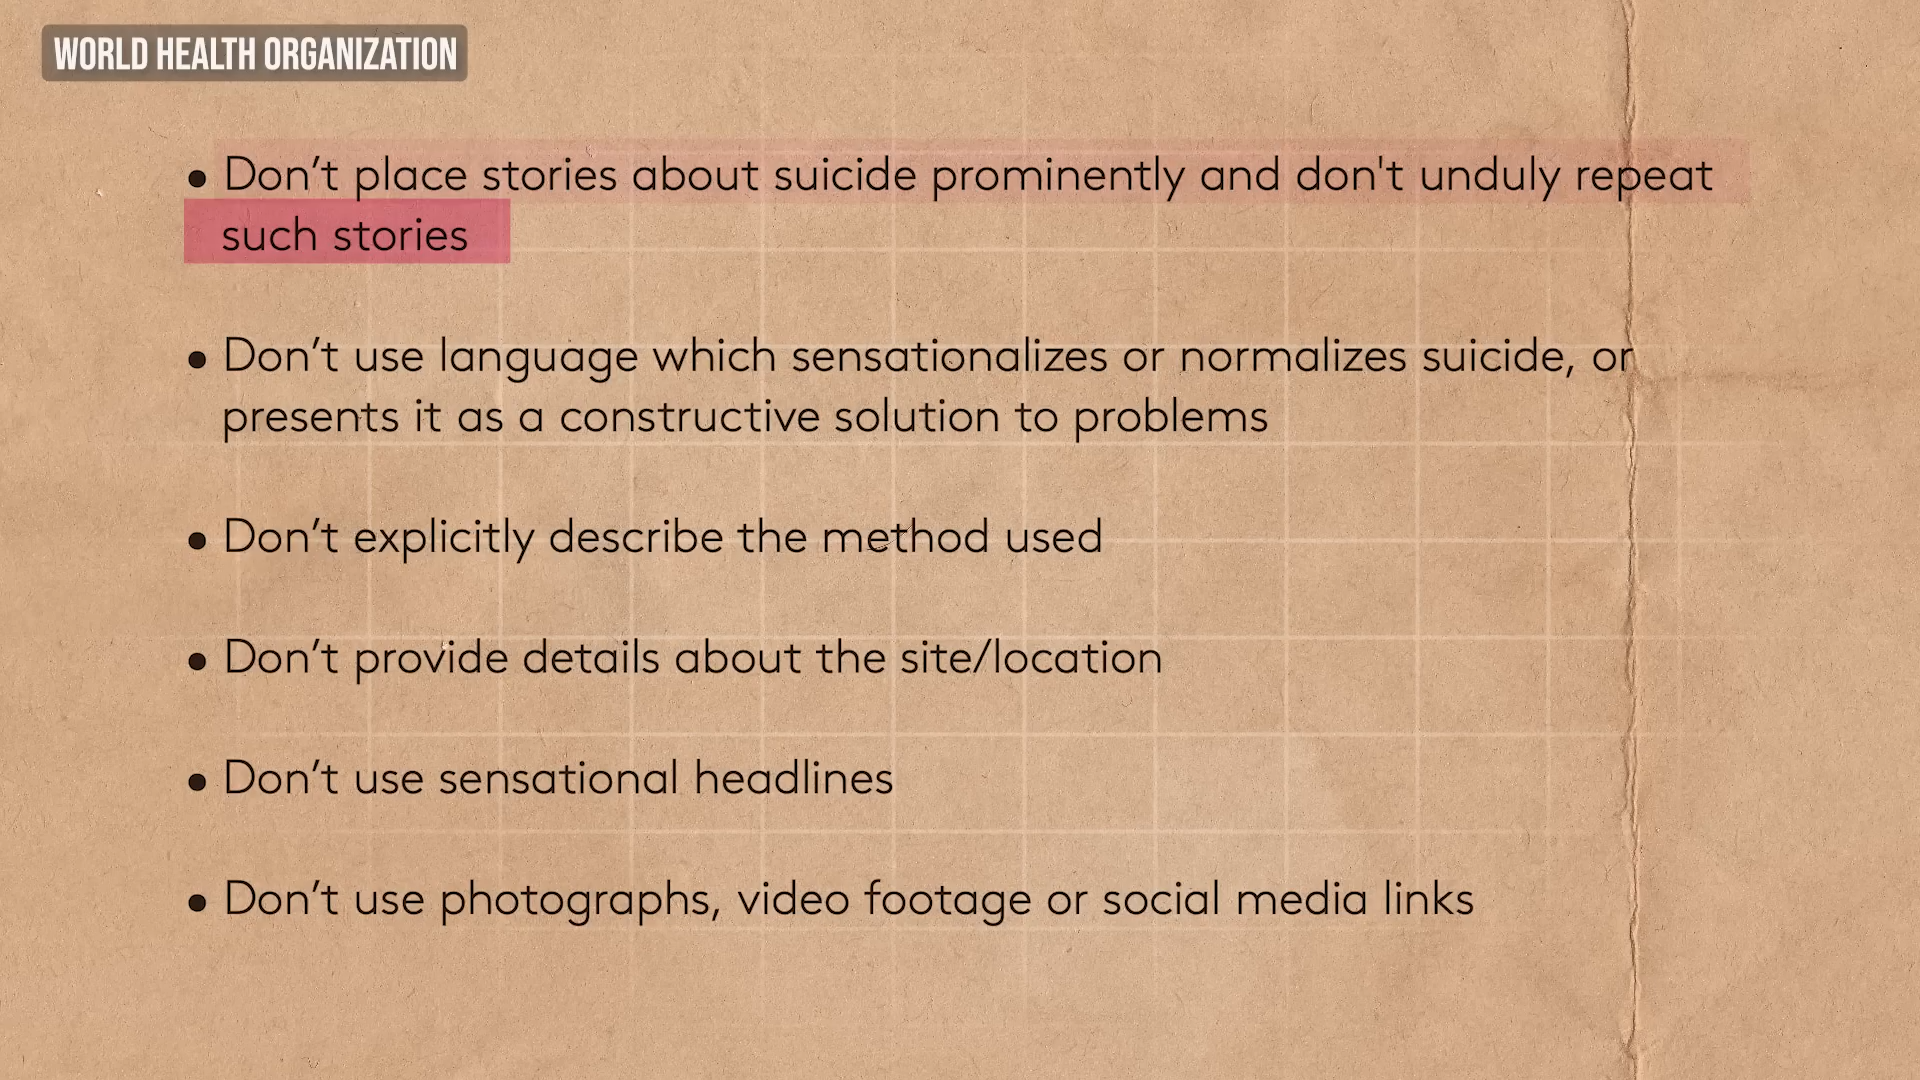 WORLD HEALTH ORGANIZATION
• Don’t place stories about suicide prominently and don't unduly repeat
such stories
• Don’t use language which sensationalizes or normalizes suicide, or
presents it as a constructive solution to problems
• Don’t explicitly describe the method used
• Don’t provide details about the site/location
• Don’t use sensational headlines
• Don’t use photographs, video footage or social media links